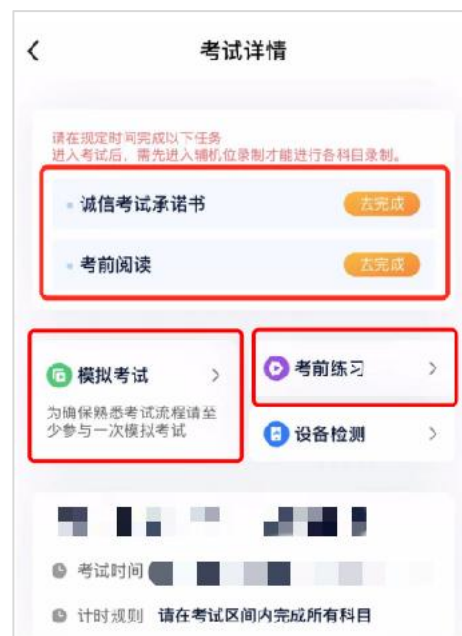 考试详情
请在规定时间完成以下任务
进入考试后，需先进入辅机位录制才能进行各科目录制。
诚信考试承诺书 去完成
考前阅读 去完成
模拟考试
为确保熟悉考试流程请至
少参与一次模拟考试
考前练习
设备检测
考试时间
计时规则 请在考试区间内完成所有科目